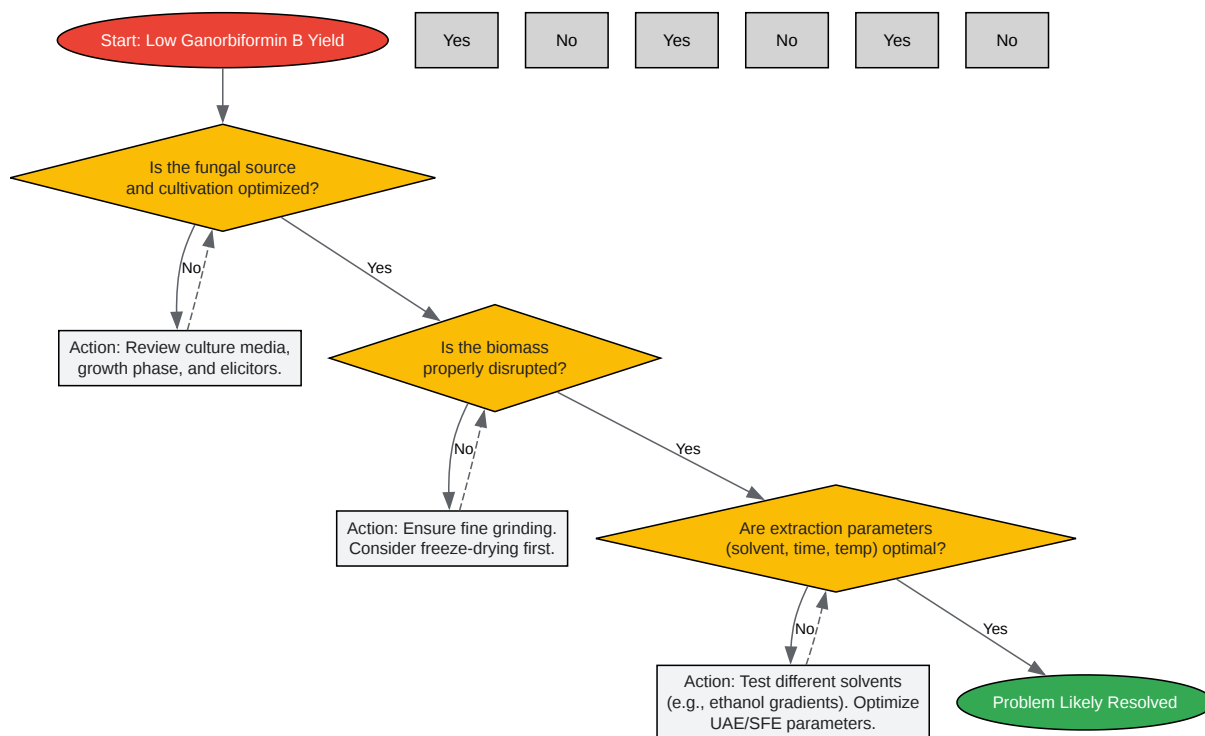 Start: Low Ganorbiformin B Yield
Yes
No
Yes
No
Yes
No
Is the fungal source
and cultivation optimized?
No
Yes
Action: Review culture media,
growth phase, and elicitors.
Is the biomass
properly disrupted?
No
Yes
Action: Ensure fine grinding.
Consider freeze-drying first.
Are extraction parameters
(solvent, time, temp) optimal?
No
Yes
Action: Test different solvents
(e.g., ethanol gradients). Optimize
UAE/SFE parameters.
Problem Likely Resolved